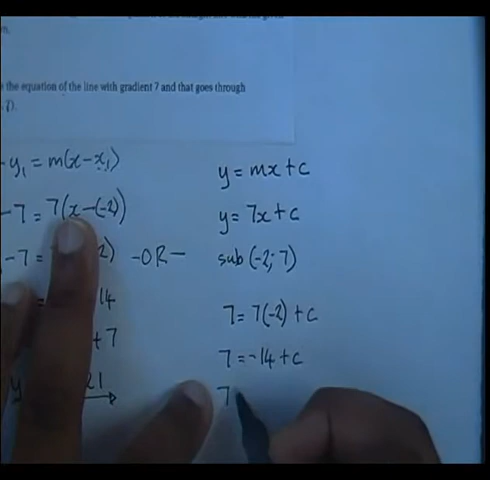 the equation of the line with gradient 7 and that goes through
7).
- y₁ = m(x - x₁)
- 7 = 7(x - (-2))
- 7 = 2) -OR-
= 14
+ 7
y 21
y = mx + c
y = 7x + c
sub (-2; 7)
7 = 7(-2) + c
7 = -14 + c
7